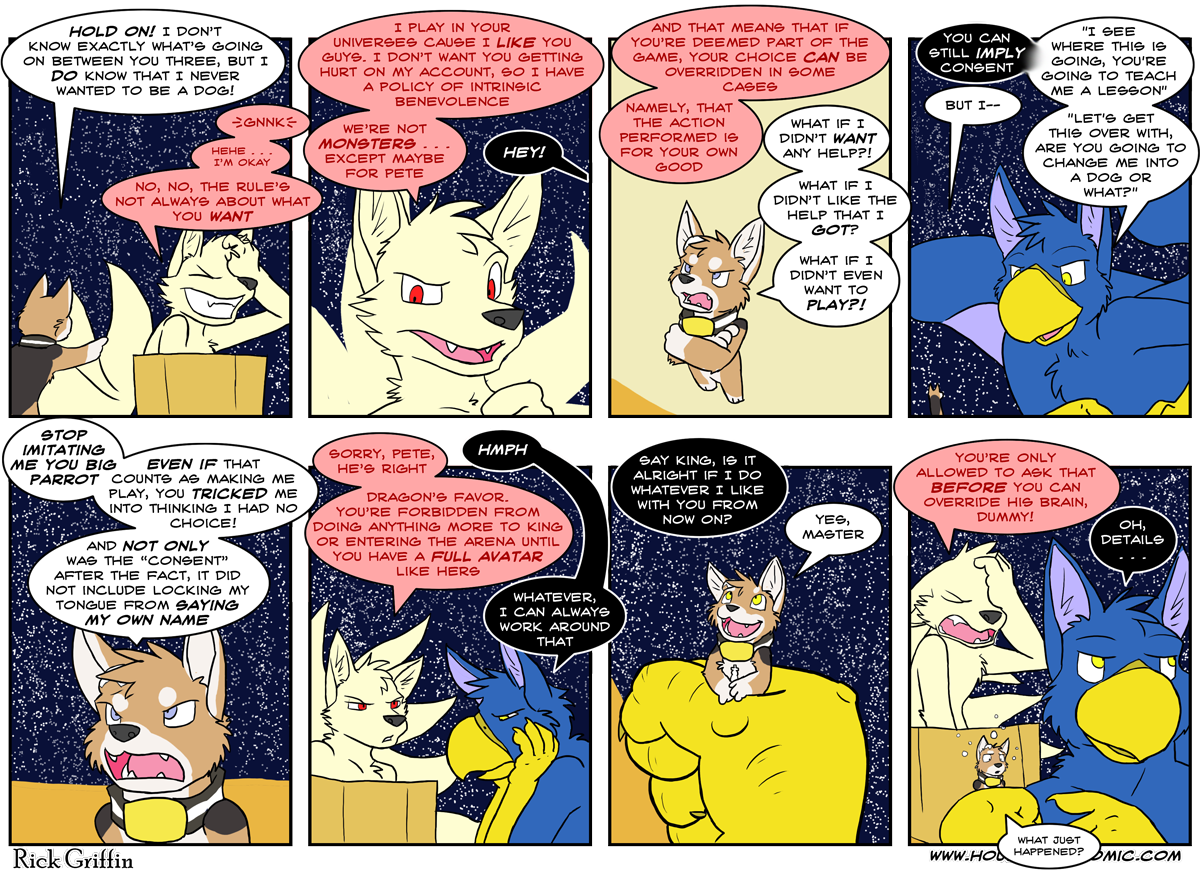 HOLD ON! I DON'T
KNOW EXACTLY WHAT'S GOING
ON BETWEEN YOU THREE, BUT I
DO KNOW THAT I NEVER
WANTED TO BE A DOG!
GNNK
HEHE . . .
I'M OKAY
NO, NO, THE RULE'S
NOT ALWAYS ABOUT WHAT
YOU WANT
I PLAY IN YOUR
UNIVERSES CAUSE I LIKE YOU
GUYS. I DON'T WANT YOU GETTING
HURT ON MY ACCOUNT, SO I HAVE
A POLICY OF INTRINSIC
BENEVOLENCE
WE'RE NOT
MONSTERS . . .
EXCEPT MAYBE
FOR PETE
HEY!
AND THAT MEANS THAT IF
YOU'RE DEEMED PART OF THE
GAME, YOUR CHOICE CAN BE
OVERRIDDEN IN SOME
CASES
NAMELY, THAT
THE ACTION
PERFORMED IS
FOR YOUR OWN
GOOD
WHAT IF I
DIDN'T WANT
ANY HELP?!
WHAT IF I
DIDN'T LIKE THE
HELP THAT I
GOT?
WHAT IF I
DIDN'T EVEN
WANT TO
PLAY?!
YOU CAN
STILL IMPLY
CONSENT
BUT I--
"I SEE
WHERE THIS IS
GOING, YOU'RE
GOING TO TEACH
ME A LESSON"
"LET'S GET
THIS OVER WITH,
ARE YOU GOING TO
CHANGE ME INTO
A DOG OR
WHAT?"
STOP
IMITATING
ME YOU BIG
PARROT
EVEN IF THAT
COUNTS AS MAKING ME
PLAY, YOU TRICKED ME
INTO THINKING I HAD NO
CHOICE!
AND NOT ONLY
WAS THE "CONSENT"
AFTER THE FACT, IT DID
NOT INCLUDE LOCKING MY
TONGUE FROM SAYING
MY OWN NAME
SORRY, PETE,
HE'S RIGHT
DRAGON'S FAVOR.
YOU'RE FORBIDDEN FROM
DOING ANYTHING MORE TO KING
OR ENTERING THE ARENA UNTIL
YOU HAVE A FULL AVATAR
LIKE HERS
HMPH
WHATEVER,
I CAN ALWAYS
WORK AROUND
THAT
SAY KING, IS IT
ALRIGHT IF I DO
WHATEVER I LIKE
WITH YOU FROM
NOW ON?
YES,
MASTER
YOU'RE ONLY
ALLOWED TO ASK THAT
BEFORE YOU CAN
OVERRIDE HIS BRAIN,
DUMMY!
OH,
DETAILS
. . . .
WHAT JUST
HAPPENED?
Rick Griffin
WWW.HOU OMIC.COM